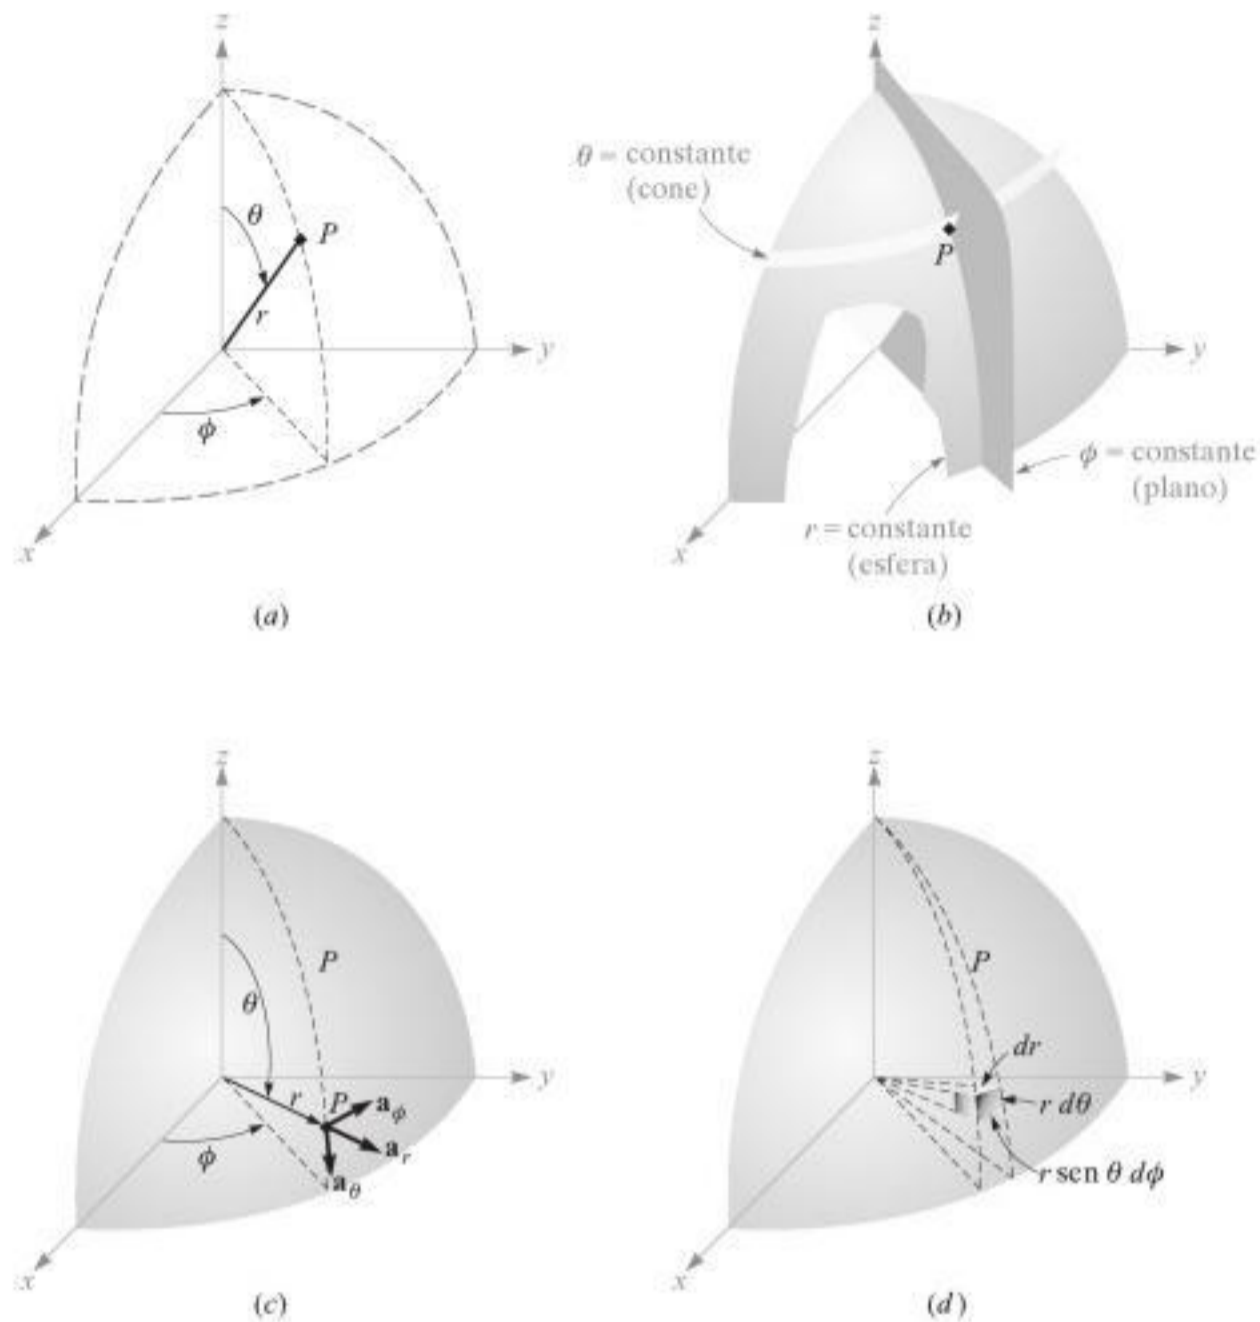 z
θ
P
r
y
ϕ
x
(a)
z
θ = constante
(cone)
P
y
ϕ = constante
(plano)
r = constante
(esfera)
x
(b)
z
P
θ
r
P
a_ϕ
y
a_r
ϕ
a_θ
x
(c)
z
P
dr
y
r dθ
r sen θ dϕ
x
(d)